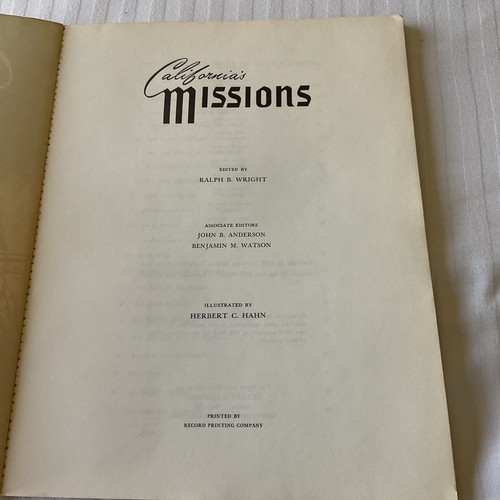 California's
MISSIONS
EDITED BY
RALPH B. WRIGHT
ASSOCIATE EDITORS
JOHN B. ANDERSON
BENJAMIN M. WATSON
ILLUSTRATED BY
HERBERT C. HAHN
PRINTED BY
RECORD PRINTING COMPANY